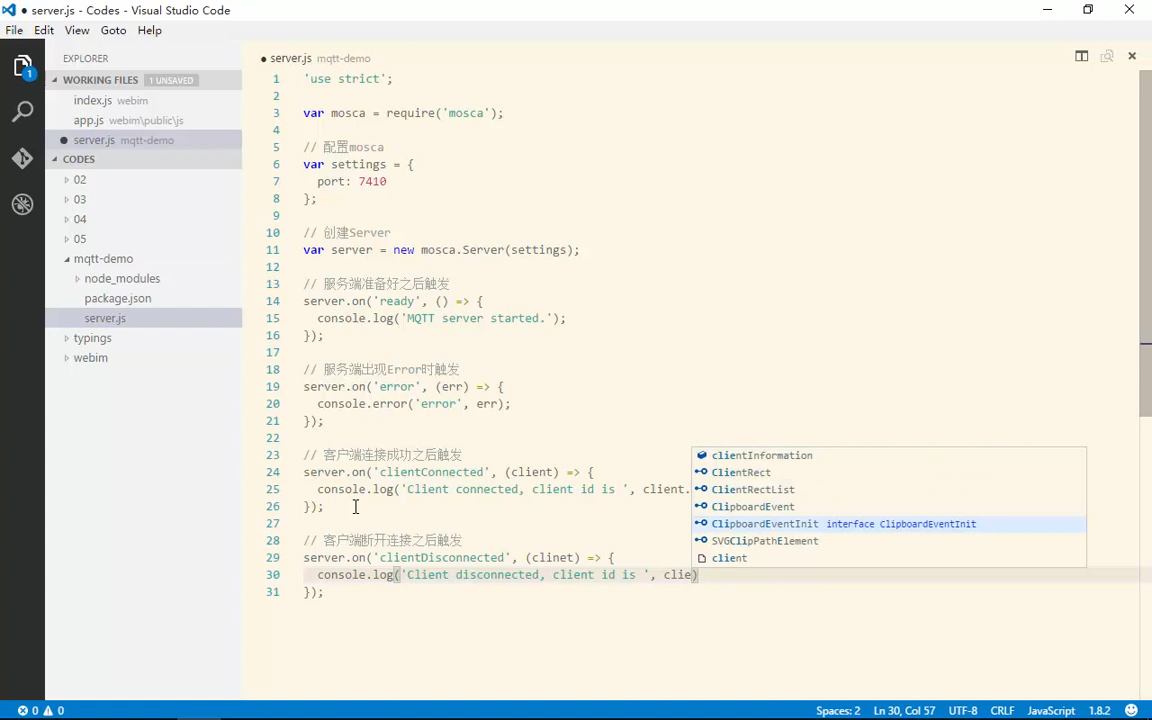 server.js - Codes - Visual Studio Code
File Edit View Goto Help
EXPLORER
WORKING FILES 1 UNSAVED
index.js webim
app.js webim\public\js
server.js mqtt-demo
CODES
02
03
04
05
mqtt-demo
node_modules
package.json
server.js
typings
webim
1
server.js mqtt-demo
1 'use strict';
2
3 var mosca = require('mosca');
4
5 // 配置mosca
6 var settings = {
7 port: 7410
8 };
9
10 // 创建Server
11 var server = new mosca.Server(settings);
12
13 // 服务端准备好之后触发
14 server.on('ready', () => {
15 console.log('MQTT server started.');
16 });
17
18 // 服务端出现Error时触发
19 server.on('error', (err) => {
20 console.error('error', err);
21 });
22
23 // 客户端连接成功之后触发
24 server.on('clientConnected', (client) => {
25 console.log('Client connected, client id is ', client.
26 });
27
28 // 客户端断开连接之后触发
29 server.on('clientDisconnected', (clinet) => {
30 console.log('Client disconnected, client id is ', clie)
31 });
clientInformation
ClientRect
ClientRectList
ClipboardEvent
ClipboardEventInit interface ClipboardEventInit
SVGClipPathElement
client
0 0 Spaces: 2 Ln 30, Col 57 UTF-8 CRLF JavaScript 1.8.2